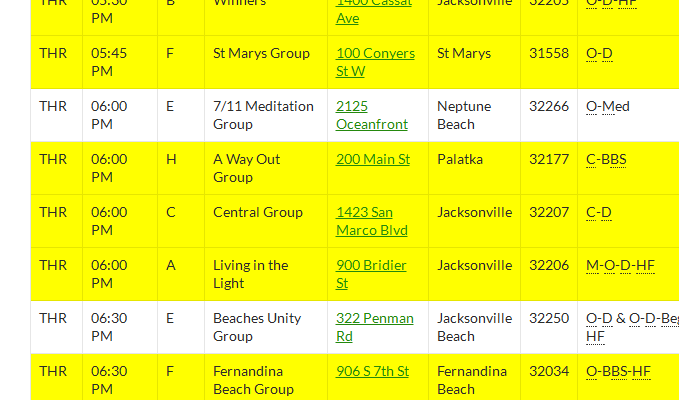 THR 05:30 B Winners 1400 Cassat Jacksonville 32205 O-D-HF
PM Ave
THR 05:45 F St Marys Group 100 Conyers St Marys 31558 O-D
PM St W
THR 06:00 E 7/11 Meditation 2125 Neptune 32266 O-Med
PM Group Oceanfront Beach
THR 06:00 H A Way Out 200 Main St Palatka 32177 C-BBS
PM Group
THR 06:00 C Central Group 1423 San Jacksonville 32207 C-D
PM Marco Blvd
THR 06:00 A Living in the 900 Bridier Jacksonville 32206 M-O-D-HF
PM Light St
THR 06:30 E Beaches Unity 322 Penman Jacksonville 32250 O-D & O-D-Beg
PM Group Rd Beach HF
THR 06:30 F Fernandina 906 S 7th St Fernandina 32034 O-BBS-HF
PM Beach Group Beach